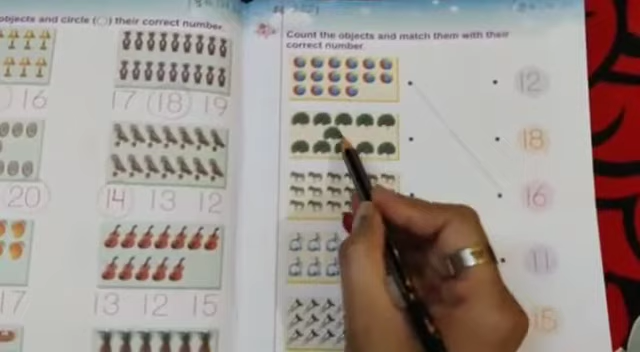 objects and circle (○) their correct number.
16
17 18 19
20
14 13 12
17
13 12 15
Count the objects and match them with their
correct number.
12
18
16
11
15